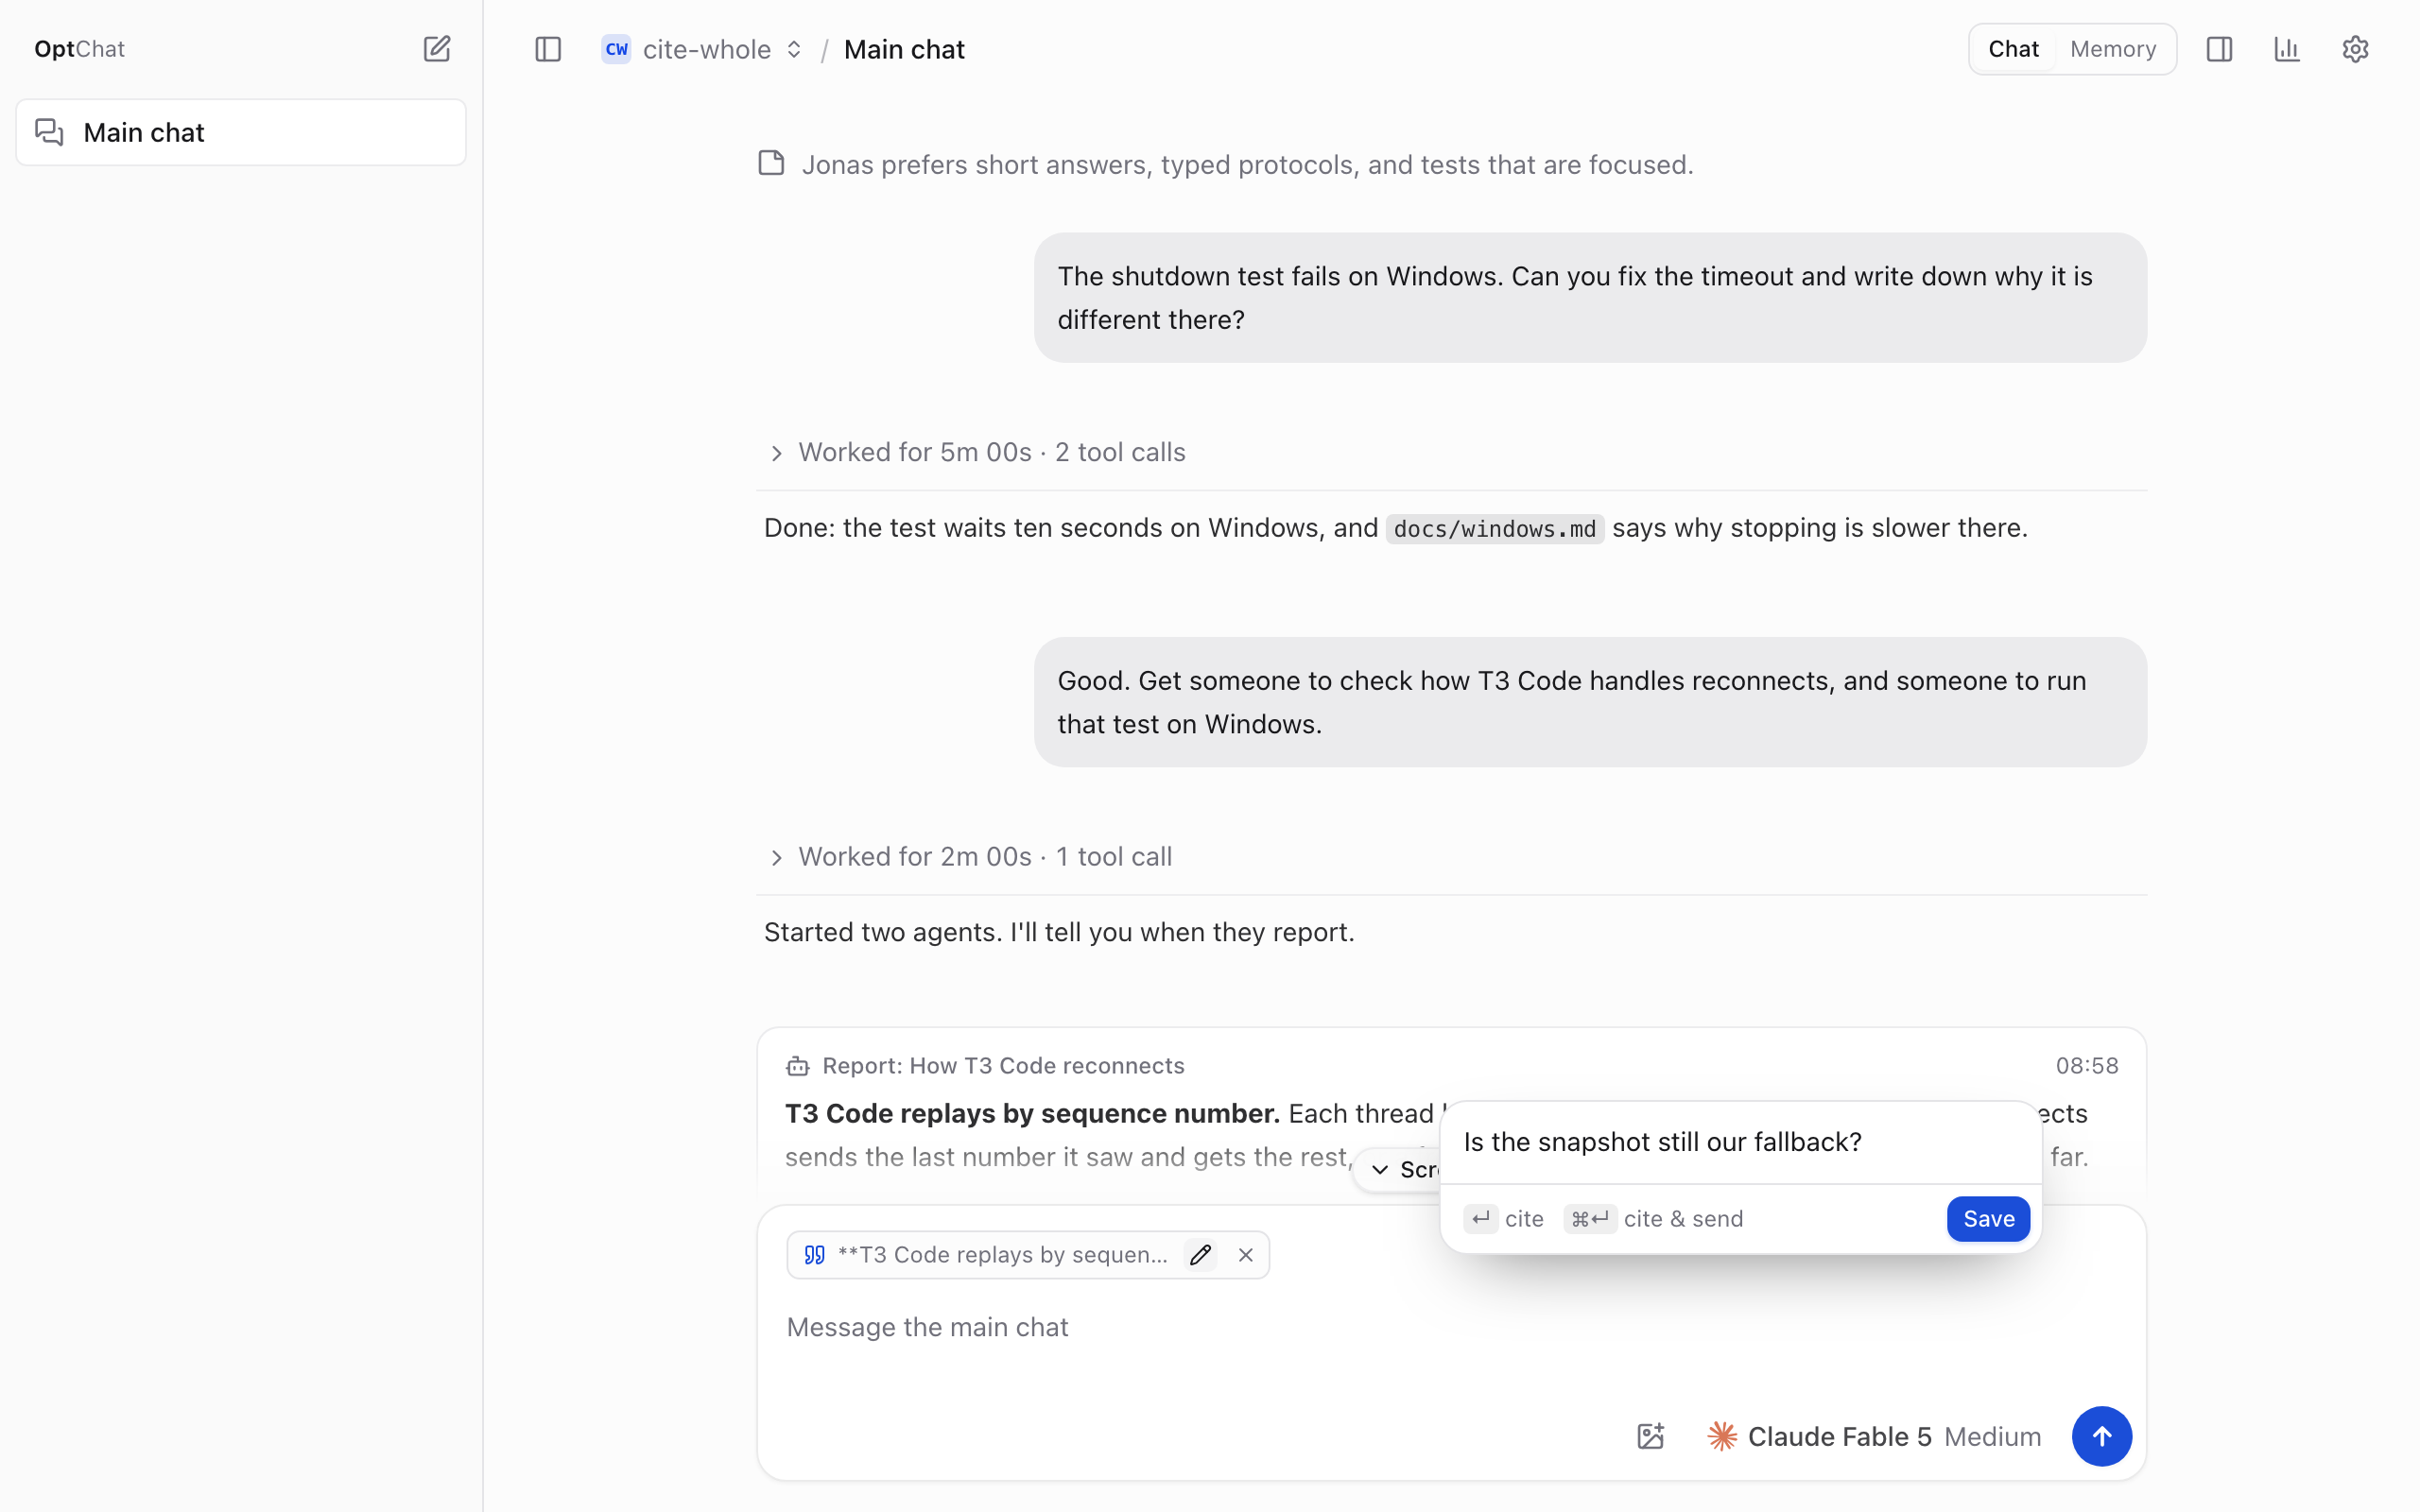 OptChat
CW cite-whole / Main chat
Chat Memory
Main chat
Jonas prefers short answers, typed protocols, and tests that are focused.
The shutdown test fails on Windows. Can you fix the timeout and write down why it is
different there?
Worked for 5m 00s · 2 tool calls
Done: the test waits ten seconds on Windows, and docs/windows.md says why stopping is slower there.
Good. Get someone to check how T3 Code handles reconnects, and someone to run
that test on Windows.
Worked for 2m 00s · 1 tool call
Started two agents. I'll tell you when they report.
Report: How T3 Code reconnects 08:58
T3 Code replays by sequence number. Each thread
sends the last number it saw and gets the rest, far.
Is the snapshot still our fallback?
⏎ cite ⌘⏎ cite & send Save
**T3 Code replays by sequen...
Message the main chat
Claude Fable 5 Medium